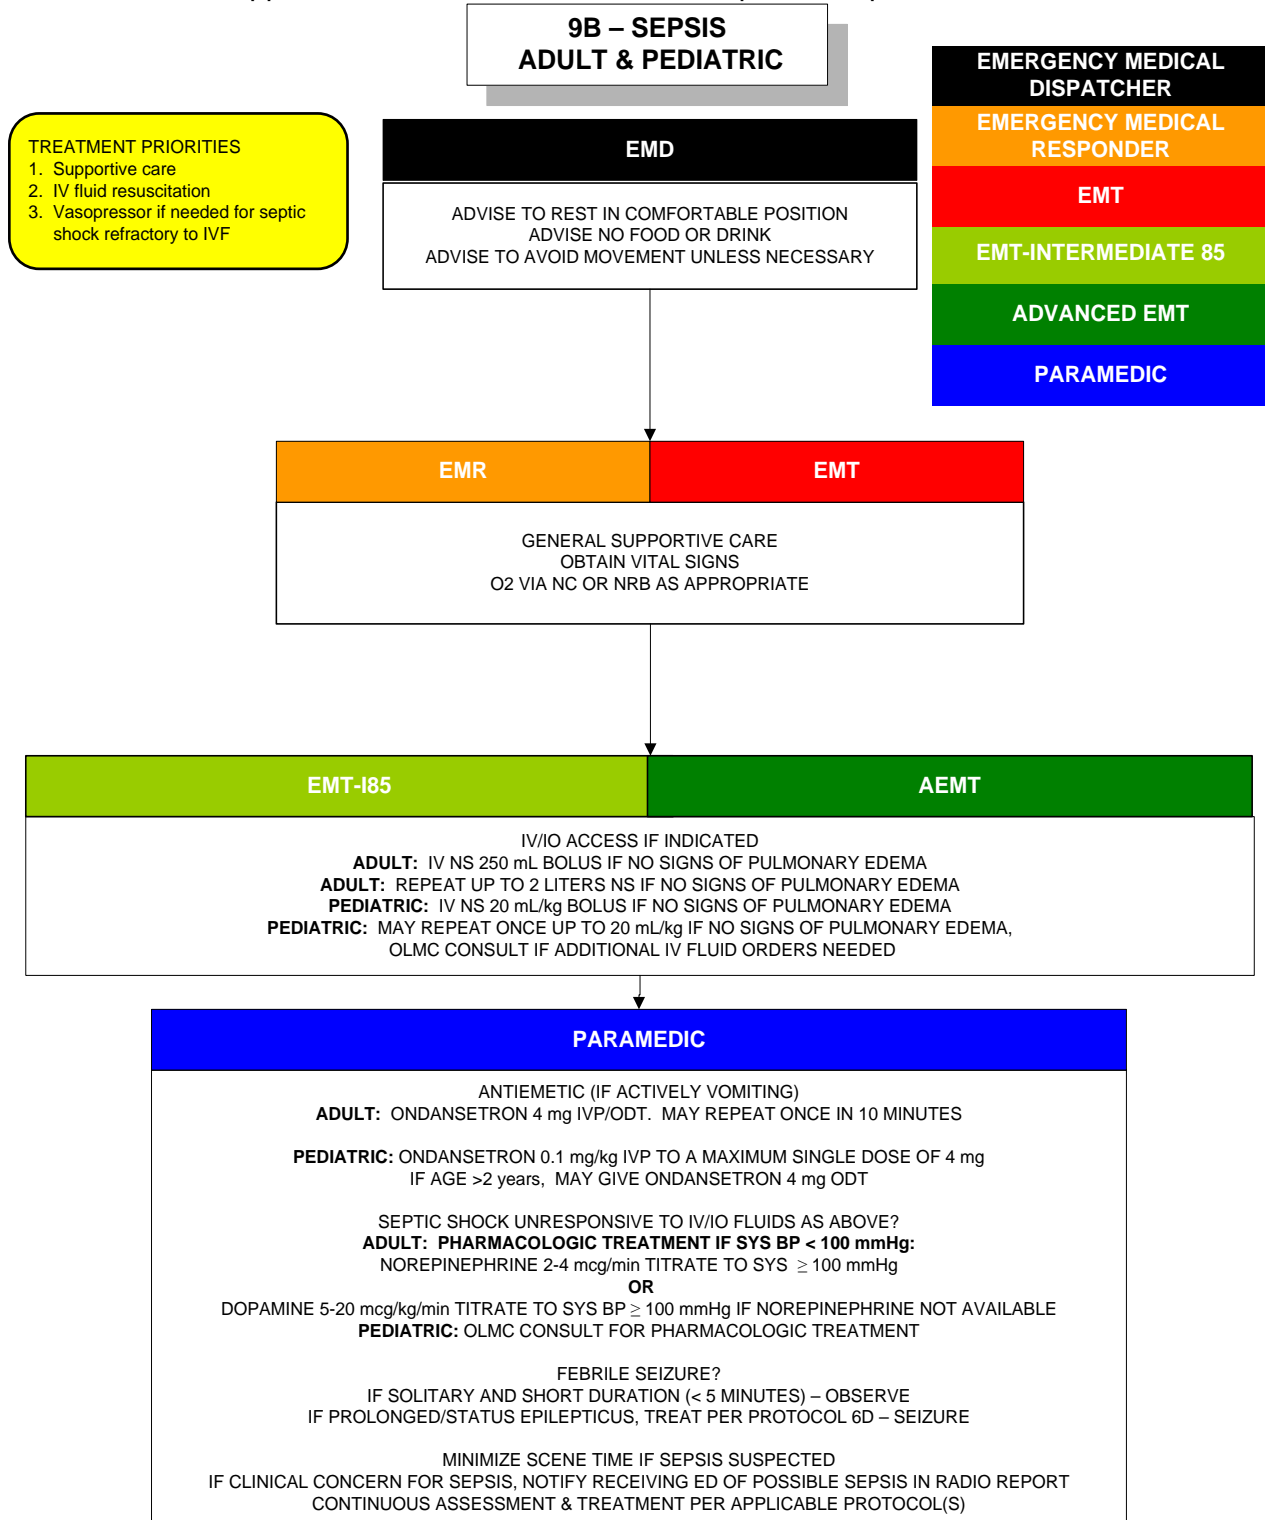 9B – SEPSIS
ADULT & PEDIATRIC
EMERGENCY MEDICAL
DISPATCHER
EMERGENCY MEDICAL
RESPONDER
EMT
EMT-INTERMEDIATE 85
ADVANCED EMT
PARAMEDIC
TREATMENT PRIORITIES
1. Supportive care
2. IV fluid resuscitation
3. Vasopressor if needed for septic
shock refractory to IVF
EMD
ADVISE TO REST IN COMFORTABLE POSITION
ADVISE NO FOOD OR DRINK
ADVISE TO AVOID MOVEMENT UNLESS NECESSARY
EMR
EMT
GENERAL SUPPORTIVE CARE
OBTAIN VITAL SIGNS
O2 VIA NC OR NRB AS APPROPRIATE
EMT-I85
AEMT
IV/IO ACCESS IF INDICATED
ADULT: IV NS 250 mL BOLUS IF NO SIGNS OF PULMONARY EDEMA
ADULT: REPEAT UP TO 2 LITERS NS IF NO SIGNS OF PULMONARY EDEMA
PEDIATRIC: IV NS 20 mL/kg BOLUS IF NO SIGNS OF PULMONARY EDEMA
PEDIATRIC: MAY REPEAT ONCE UP TO 20 mL/kg IF NO SIGNS OF PULMONARY EDEMA,
OLMC CONSULT IF ADDITIONAL IV FLUID ORDERS NEEDED
PARAMEDIC
ANTIEMETIC (IF ACTIVELY VOMITING)
ADULT: ONDANSETRON 4 mg IVP/ODT. MAY REPEAT ONCE IN 10 MINUTES
PEDIATRIC: ONDANSETRON 0.1 mg/kg IVP TO A MAXIMUM SINGLE DOSE OF 4 mg
IF AGE >2 years, MAY GIVE ONDANSETRON 4 mg ODT
SEPTIC SHOCK UNRESPONSIVE TO IV/IO FLUIDS AS ABOVE?
ADULT: PHARMACOLOGIC TREATMENT IF SYS BP < 100 mmHg:
NOREPINEPHRINE 2-4 mcg/min TITRATE TO SYS ≥ 100 mmHg
OR
DOPAMINE 5-20 mcg/kg/min TITRATE TO SYS BP ≥ 100 mmHg IF NOREPINEPHRINE NOT AVAILABLE
PEDIATRIC: OLMC CONSULT FOR PHARMACOLOGIC TREATMENT
FEBRILE SEIZURE?
IF SOLITARY AND SHORT DURATION (< 5 MINUTES) – OBSERVE
IF PROLONGED/STATUS EPILEPTICUS, TREAT PER PROTOCOL 6D – SEIZURE
MINIMIZE SCENE TIME IF SEPSIS SUSPECTED
IF CLINICAL CONCERN FOR SEPSIS, NOTIFY RECEIVING ED OF POSSIBLE SEPSIS IN RADIO REPORT
CONTINUOUS ASSESSMENT & TREATMENT PER APPLICABLE PROTOCOL(S)